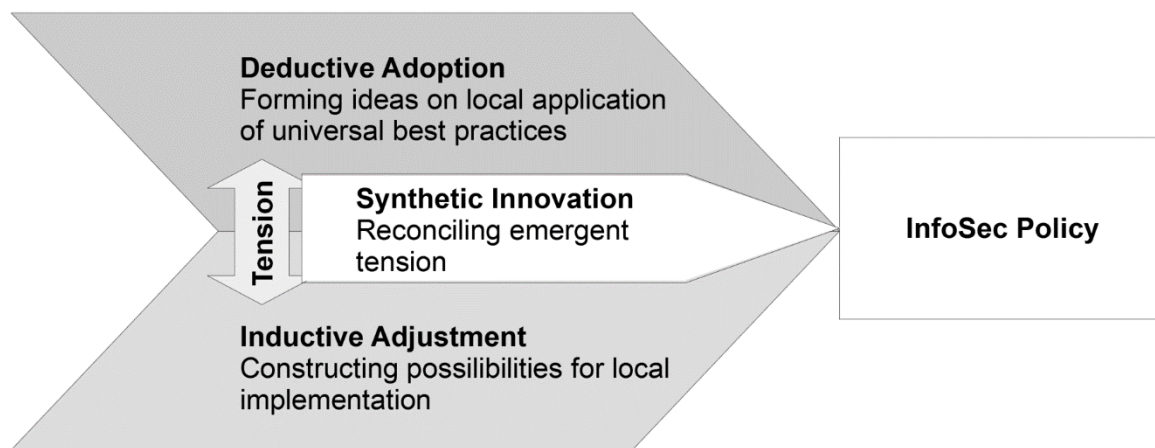 Deductive Adoption
Forming ideas on local application
of universal best practices
Tension
Synthetic Innovation
Reconciling emergent
tension
InfoSec Policy
Inductive Adjustment
Constructing possilibilities for local
implementation